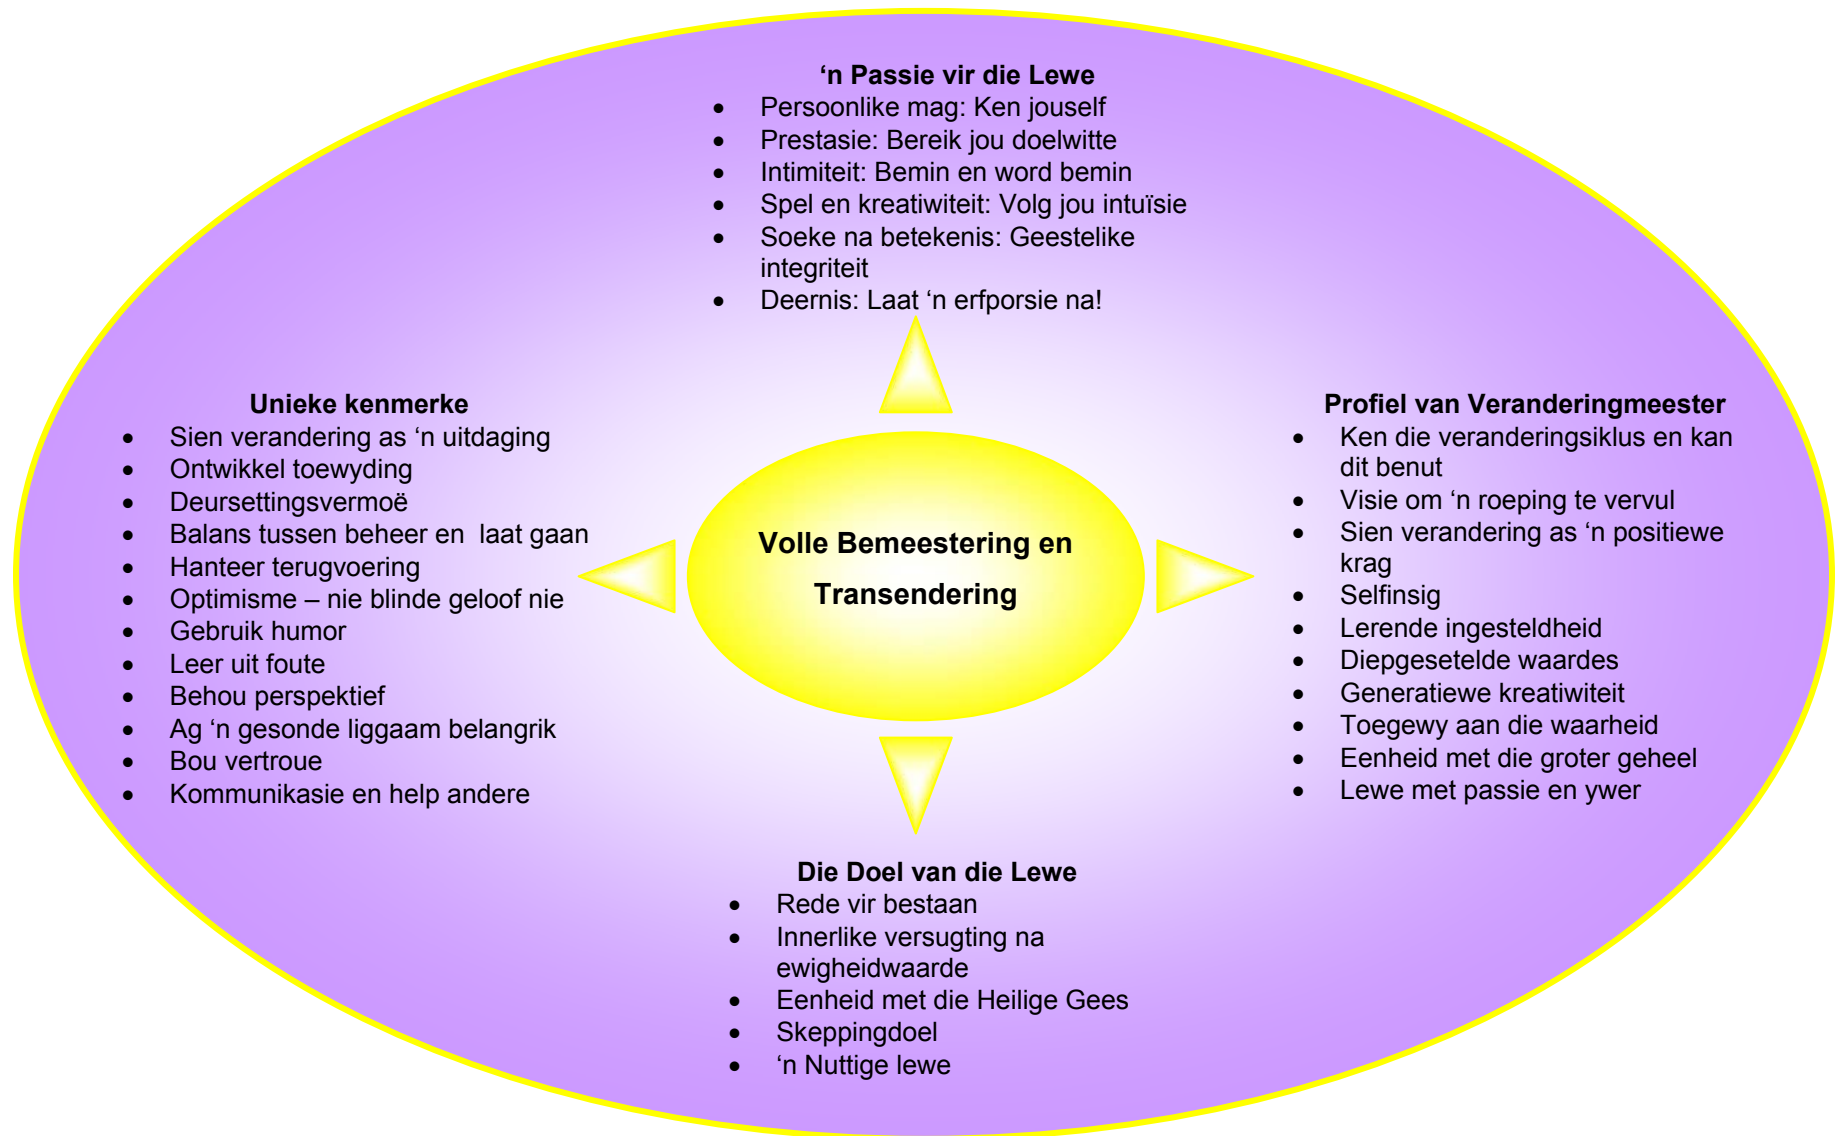 ‘n Passie vir die Lewe
• Persoonlike mag: Ken jouself
• Prestasie: Bereik jou doelwitte
• Intimiteit: Bemin en word bemin
• Spel en kreatiwiteit: Volg jou intuïsie
• Soeke na betekenis: Geestelike
integriteit
• Deernis: Laat ‘n erfporsie na!
Unieke kenmerke
• Sien verandering as ‘n uitdaging
• Ontwikkel toewyding
• Deursettingsvermoë
• Balans tussen beheer en laat gaan
• Hanteer terugvoering
• Optimisme – nie blinde geloof nie
• Gebruik humor
• Leer uit foute
• Behou perspektief
• Ag ‘n gesonde liggaam belangrik
• Bou vertroue
• Kommunikasie en help andere
Volle Bemeestering en
Transendering
Profiel van Veranderingmeester
• Ken die veranderingsiklus en kan
dit benut
• Visie om ‘n roeping te vervul
• Sien verandering as ‘n positiewe
krag
• Selfinsig
• Lerende ingesteldheid
• Diepgesetelde waardes
• Generatiewe kreatiwiteit
• Toegewy aan die waarheid
• Eenheid met die groter geheel
• Lewe met passie en ywer
Die Doel van die Lewe
• Rede vir bestaan
• Innerlike versugting na
ewigheidwaarde
• Eenheid met die Heilige Gees
• Skeppingdoel
• ‘n Nuttige lewe